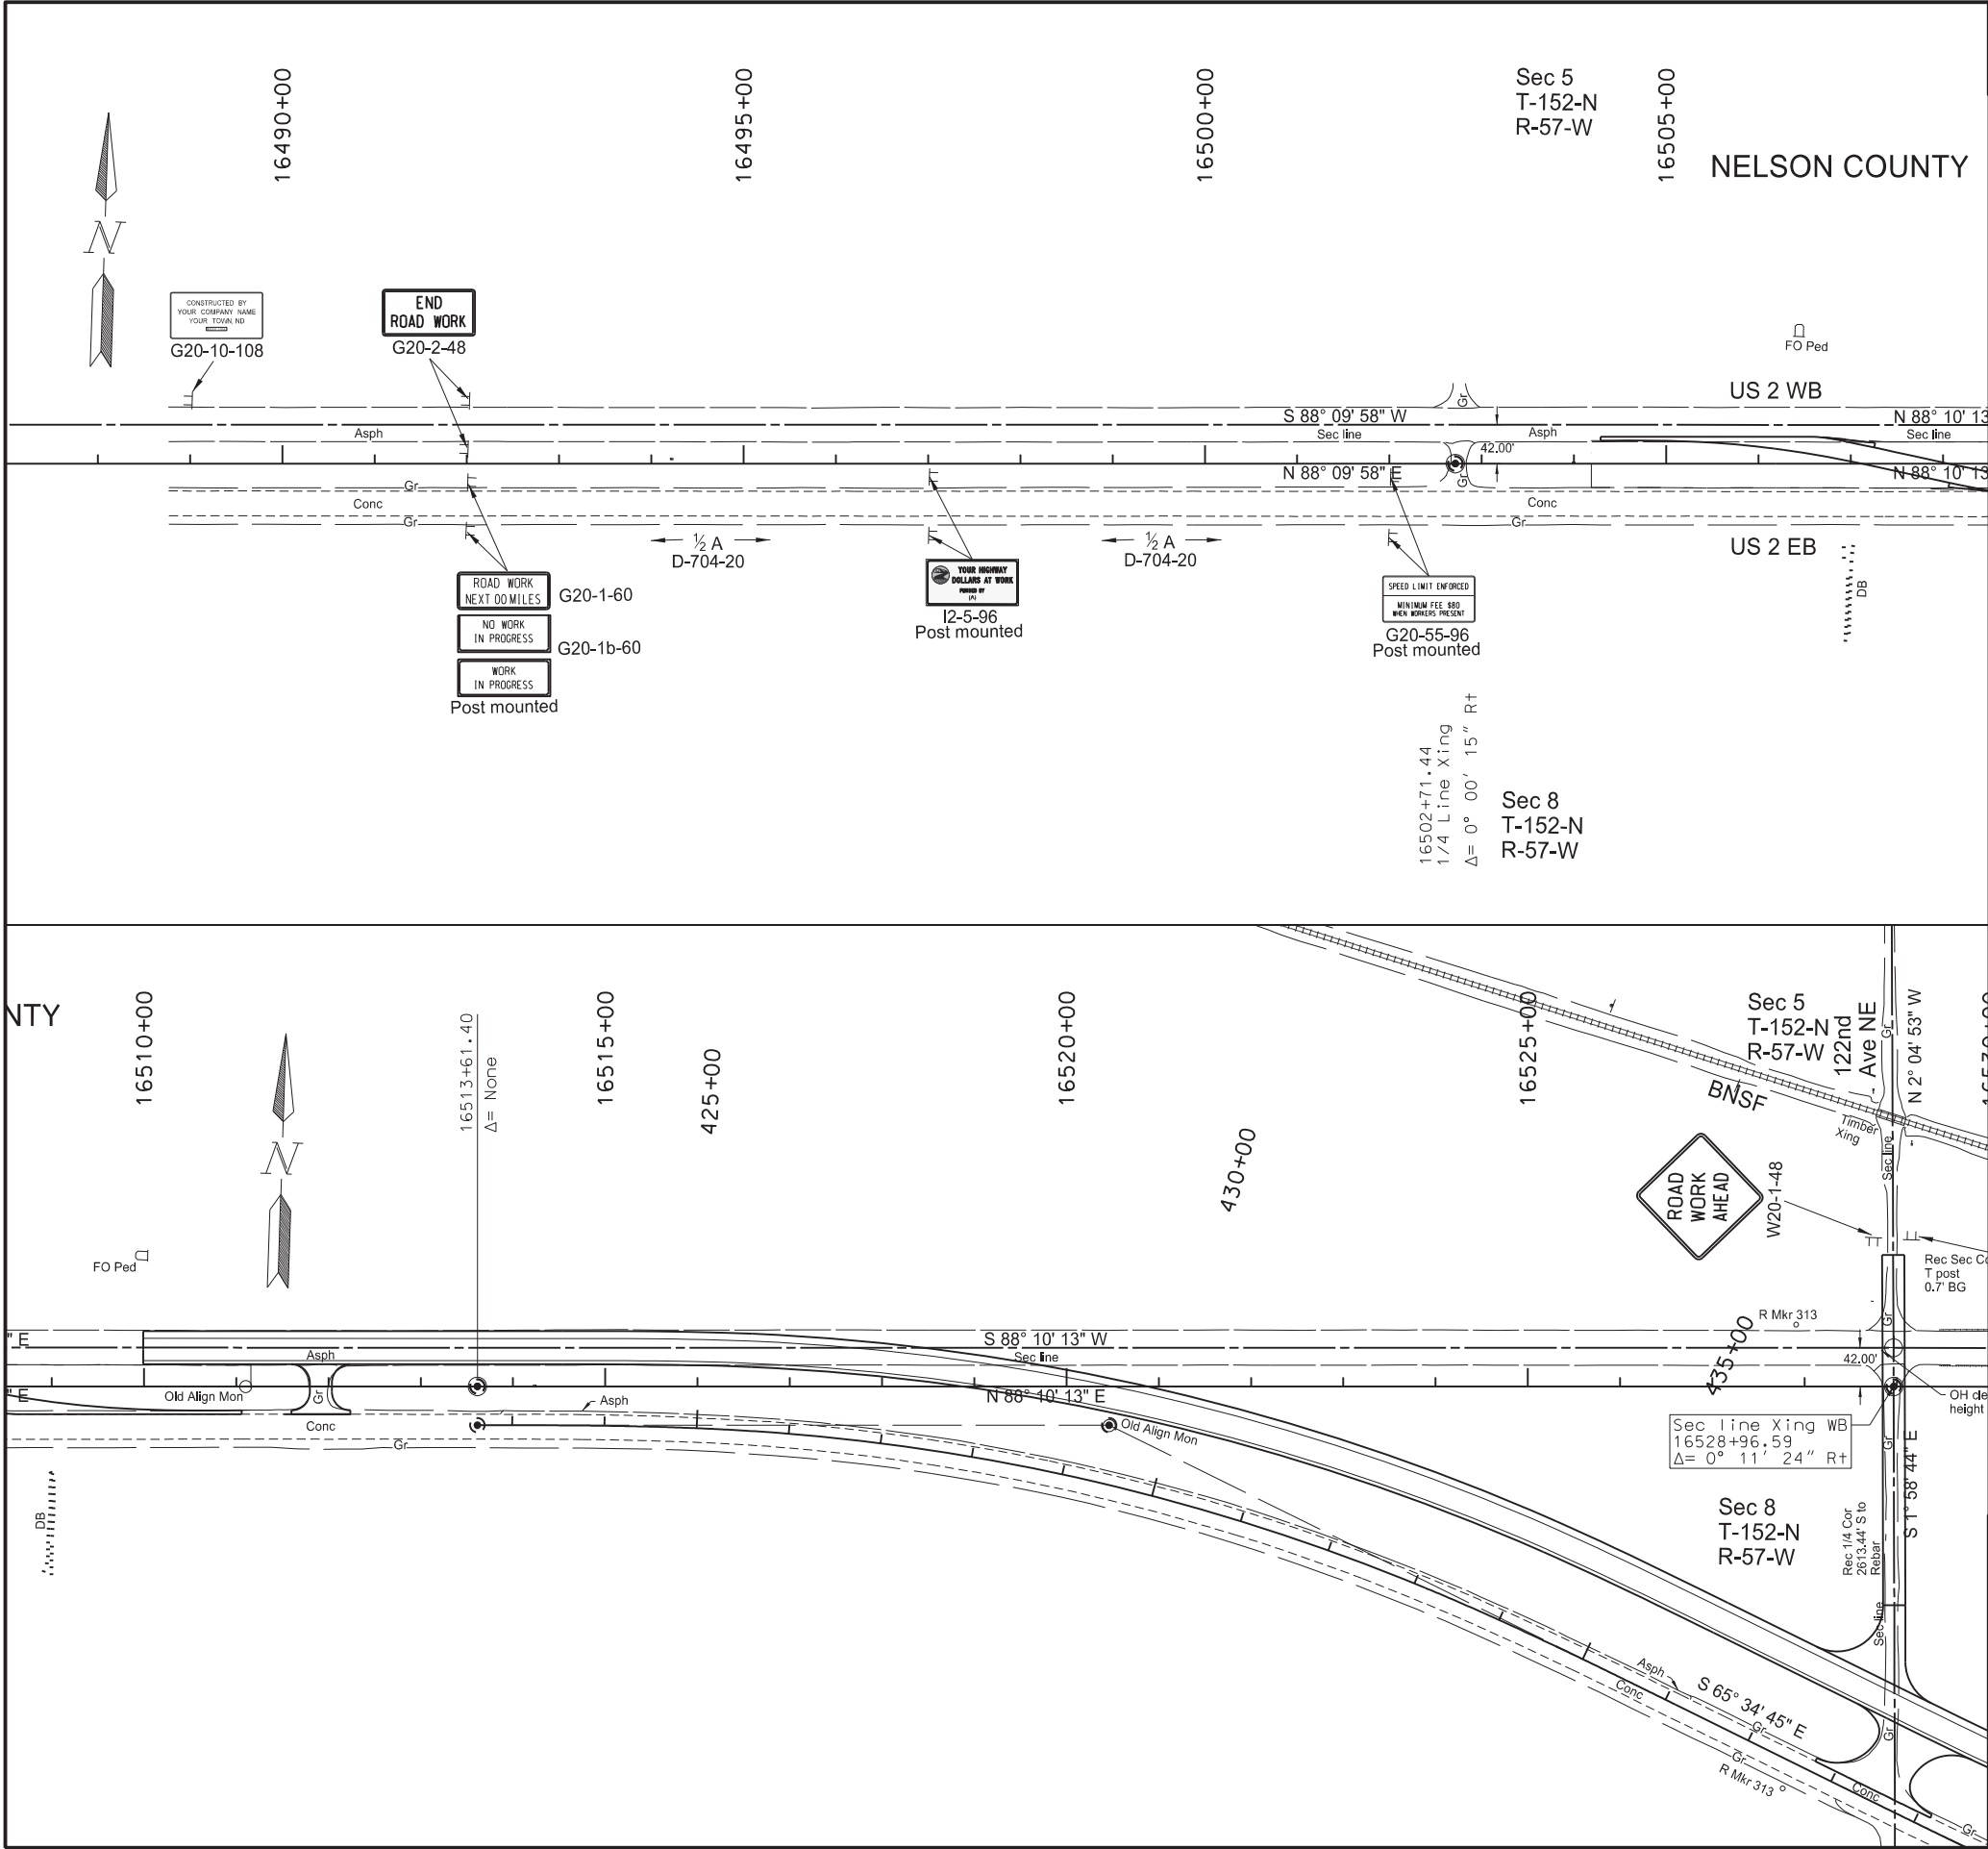 16490+00
16495+00
16500+00
16505+00
Sec 5
T-152-N
R-57-W
NELSON COUNTY
N
CONSTRUCTED BY
YOUR COMPANY NAME
YOUR TOWN, ND
G20-10-108
END
ROAD WORK
G20-2-48
FO Ped
US 2 WB
Gr
S 88° 09' 58" W
N 88° 10' 13
Asph
Sec line
Asph
Sec line
42.00'
N 88° 09' 58" E
N 88° 10' 13
Gr
Gr
Conc
Conc
Gr
Gr
US 2 EB
½ A
D-704-20
½ A
D-704-20
DB
ROAD WORK
NEXT 00 MILES
G20-1-60
NO WORK
IN PROGRESS
G20-1b-60
WORK
IN PROGRESS
Post mounted
YOUR HIGHWAY
DOLLARS AT WORK
FUNDED BY
(A)
I2-5-96
Post mounted
SPEED LIMIT ENFORCED
MINIMUM FEE $80
WHEN WORKERS PRESENT
G20-55-96
Post mounted
16502+71.44
1/4 Line Xing
Δ= 0° 00' 15" Rt
Sec 8
T-152-N
R-57-W
NTY
16510+00
16513+61.40
Δ= None
16515+00
425+00
16520+00
16525+00
Sec 5
T-152-N
R-57-W
122nd
Ave NE
Gr
N 2° 04' 53" W
16530+00
N
BNSF
Timber
Xing
Sec line
430+00
ROAD
WORK
AHEAD
W20-1-48
FO Ped
Rec Sec Co
T post
0.7' BG
R Mkr 313
435+00
Gr
" E
S 88° 10' 13" W
Asph
Sec line
42.00'
" E
Old Align Mon
Gr
N 88° 10' 13" E
Asph
OH cle
height
Conc
Old Align Mon
Gr
Sec line Xing WB
16528+96.59
Δ= 0° 11' 24" Rt
Gr
S 1° 58' 44" E
DB
Sec 8
T-152-N
R-57-W
Rec 1/4 Cor
2613.44' S to
Rebar
Sec line
Asph
Conc
S 65° 34' 45" E
Gr
Gr
Gr
R Mkr 313
Conc
Gr